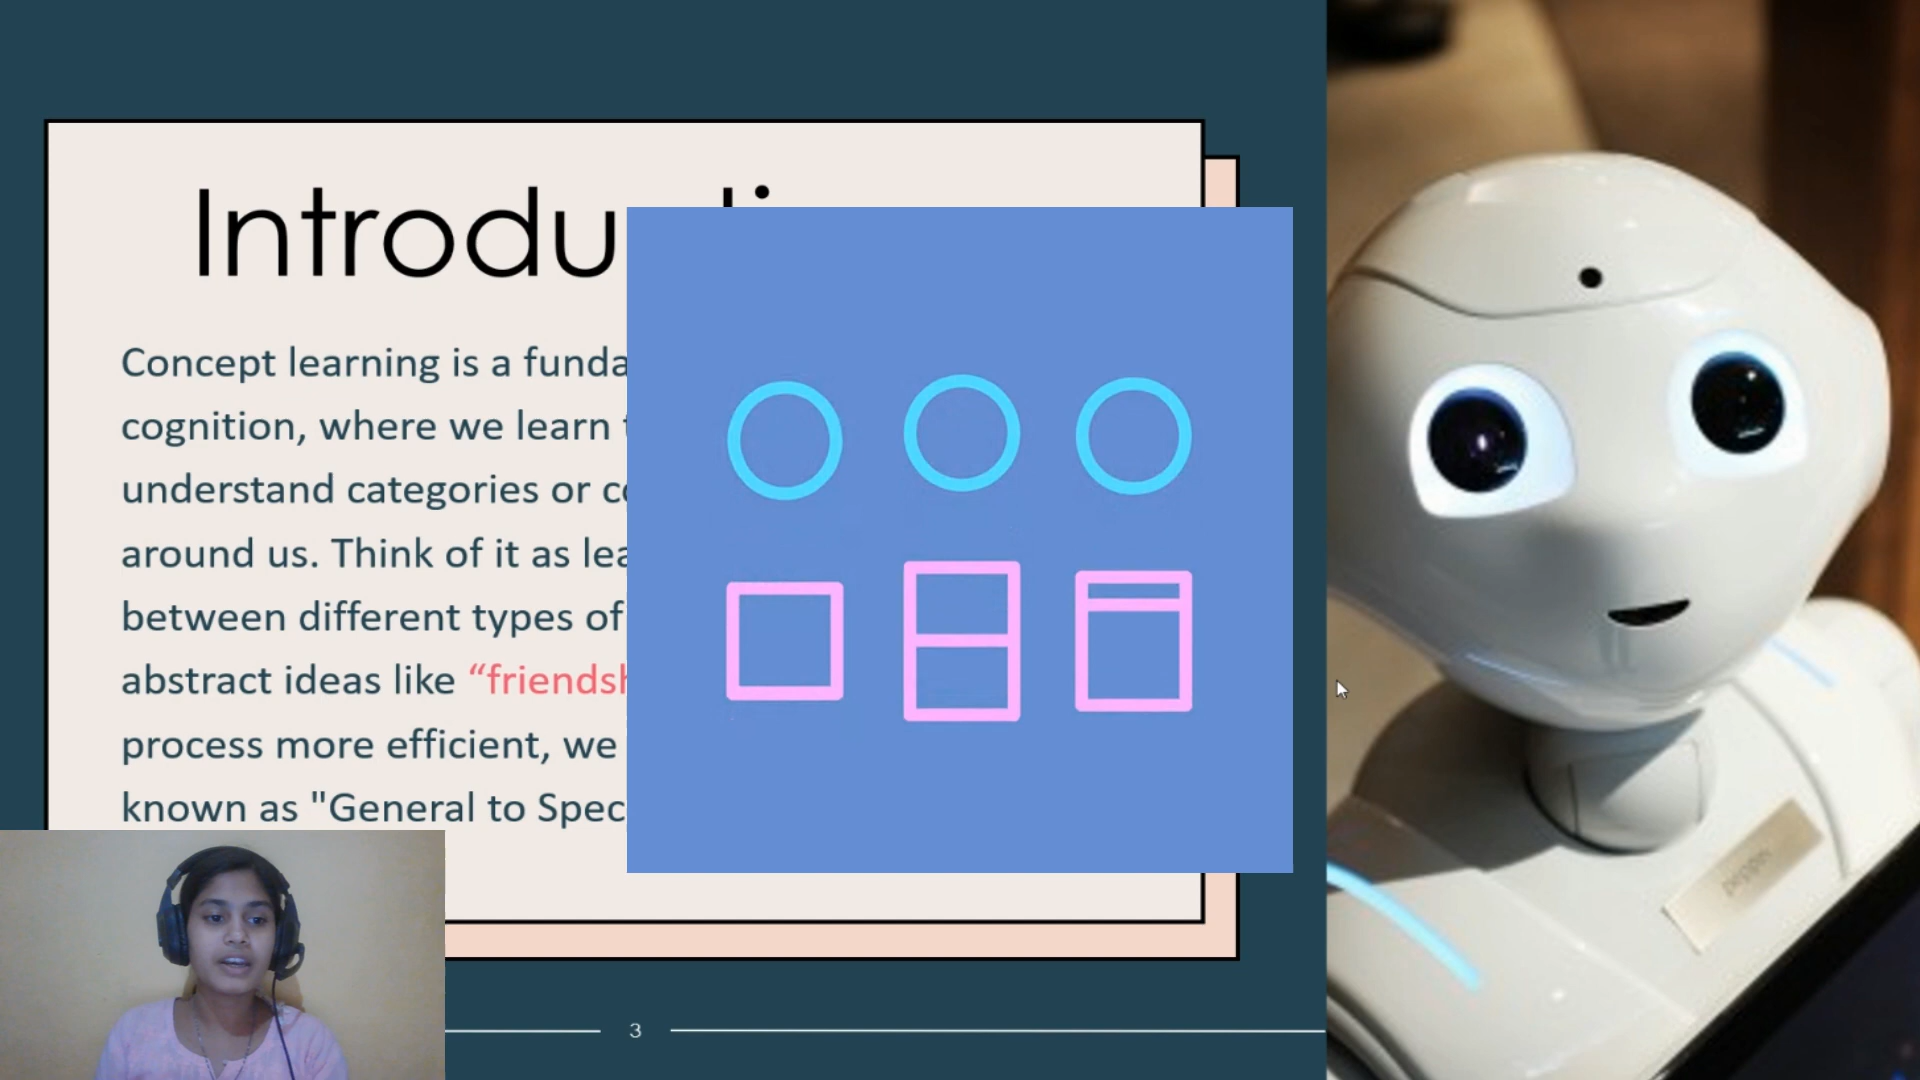 Introdu
Concept learning is a funda
cognition, where we learn
understand categories or co
around us. Think of it as lea
between different types of
abstract ideas like “friendsh
process more efficient, we
known as "General to Spec
3